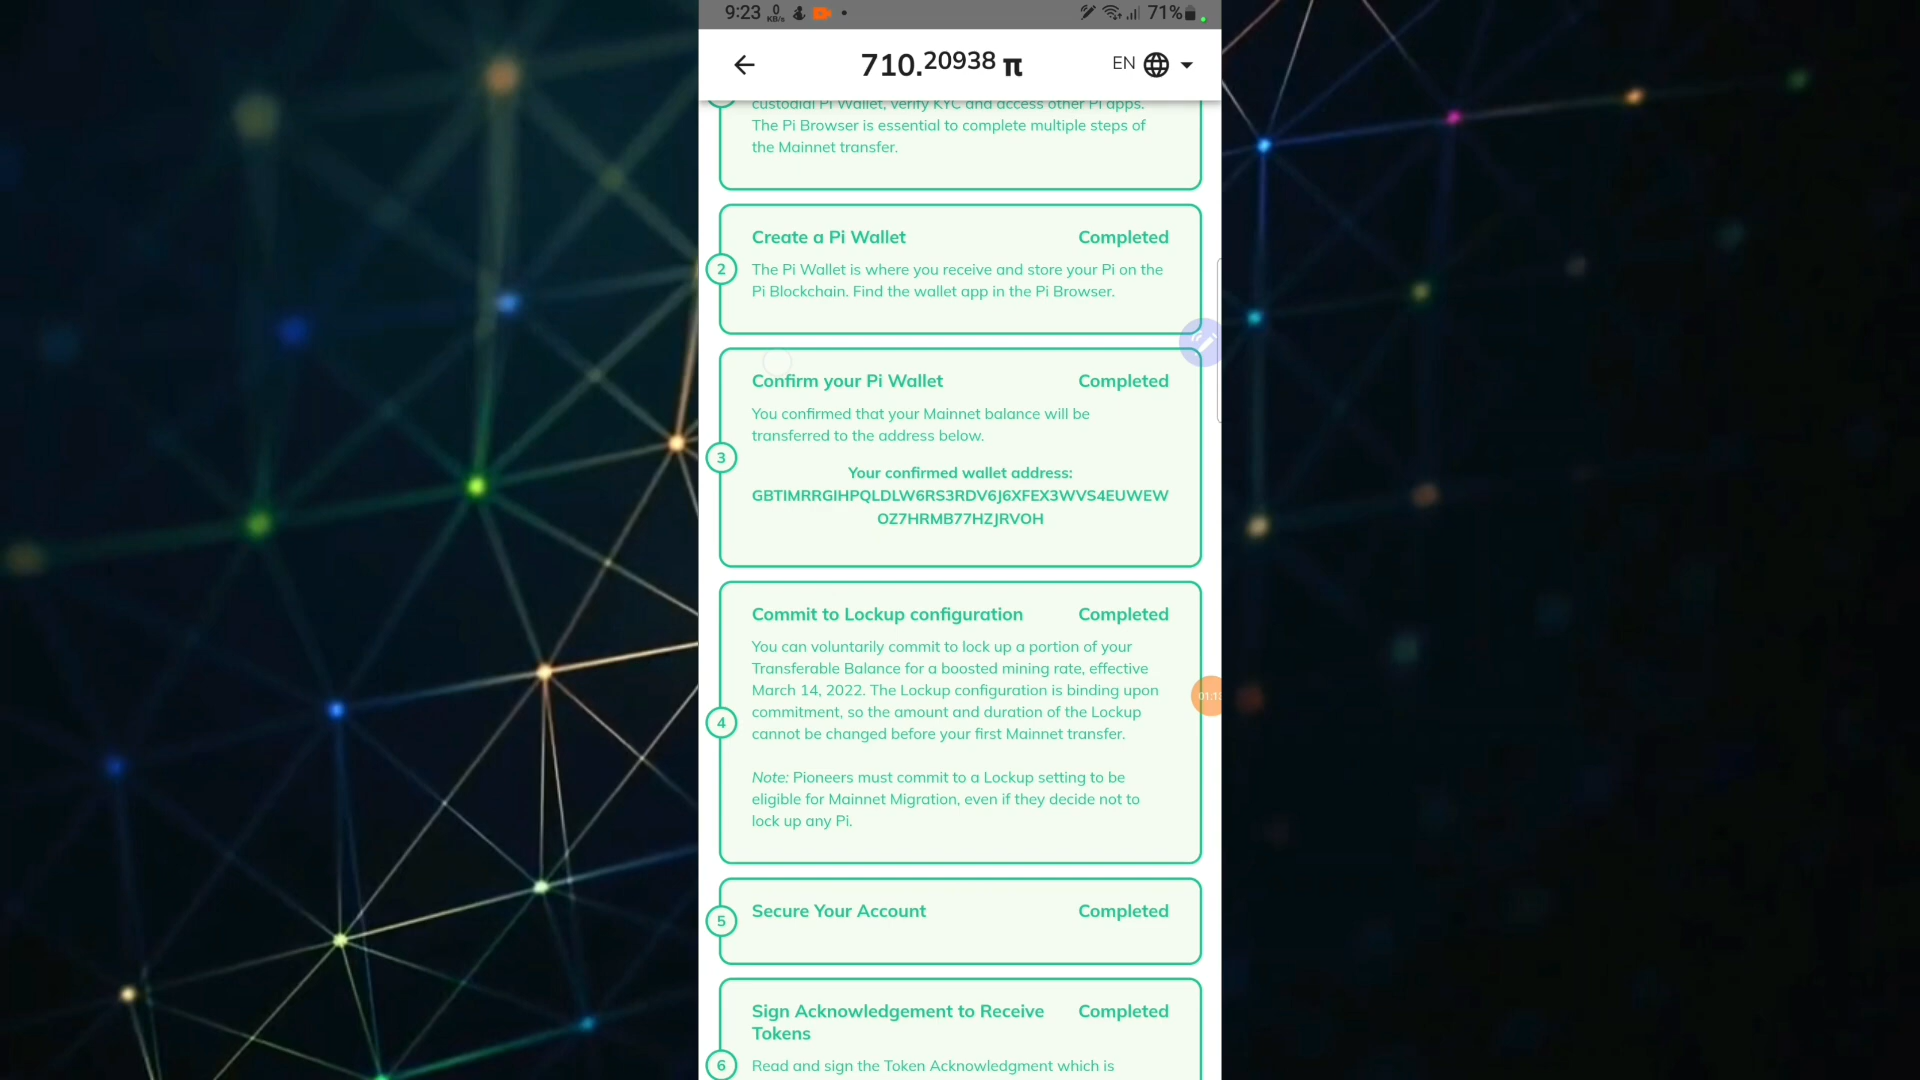 9:23 0 KB/s 71%
710.20938 π EN
custodial Pi Wallet, verify KYC and access other Pi apps.
The Pi Browser is essential to complete multiple steps of
the Mainnet transfer.
Create a Pi Wallet Completed
2
The Pi Wallet is where you receive and store your Pi on the
Pi Blockchain. Find the wallet app in the Pi Browser.
Confirm your Pi Wallet Completed
You confirmed that your Mainnet balance will be
transferred to the address below.
3
Your confirmed wallet address:
GBTIMRRGIHPQLDLW6RS3RDV6J6XFEX3WVS4EUWEW
OZ7HRMB77HZJRVOH
Commit to Lockup configuration Completed
You can voluntarily commit to lock up a portion of your
Transferable Balance for a boosted mining rate, effective
March 14, 2022. The Lockup configuration is binding upon
commitment, so the amount and duration of the Lockup
4
cannot be changed before your first Mainnet transfer.
Note: Pioneers must commit to a Lockup setting to be
eligible for Mainnet Migration, even if they decide not to
lock up any Pi.
5
Secure Your Account Completed
Sign Acknowledgement to Receive Completed
Tokens
6
Read and sign the Token Acknowledgment which is